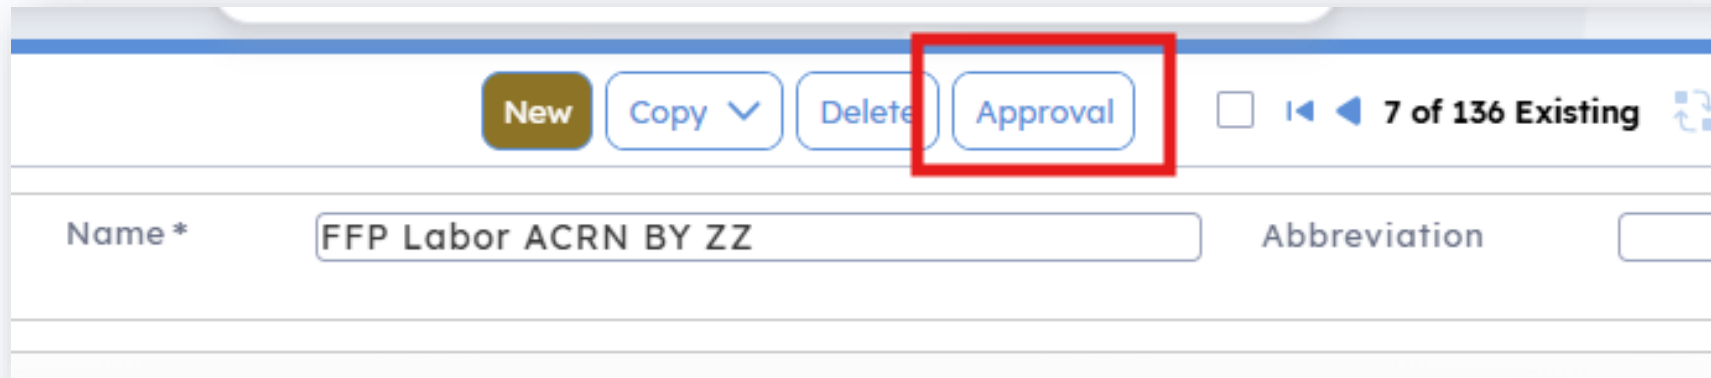 New Copy Delete Approval 7 of 136 Existing
Name* FFP Labor ACRN BY ZZ Abbreviation